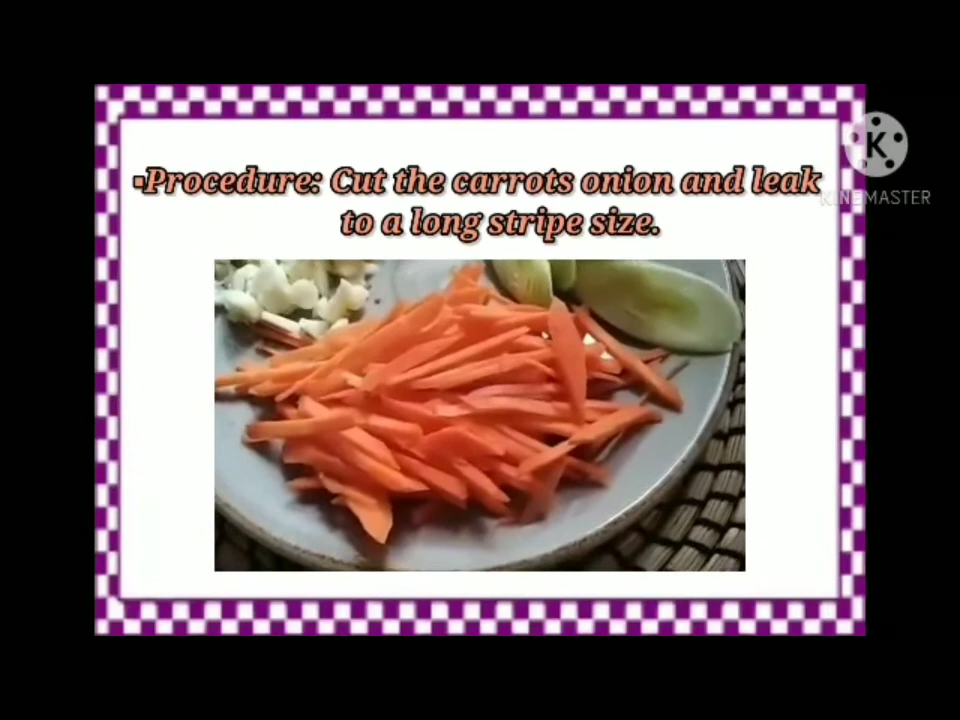 ▪Procedure: Cut the carrots onion and leak
to a long stripe size.
K
KINEMASTER